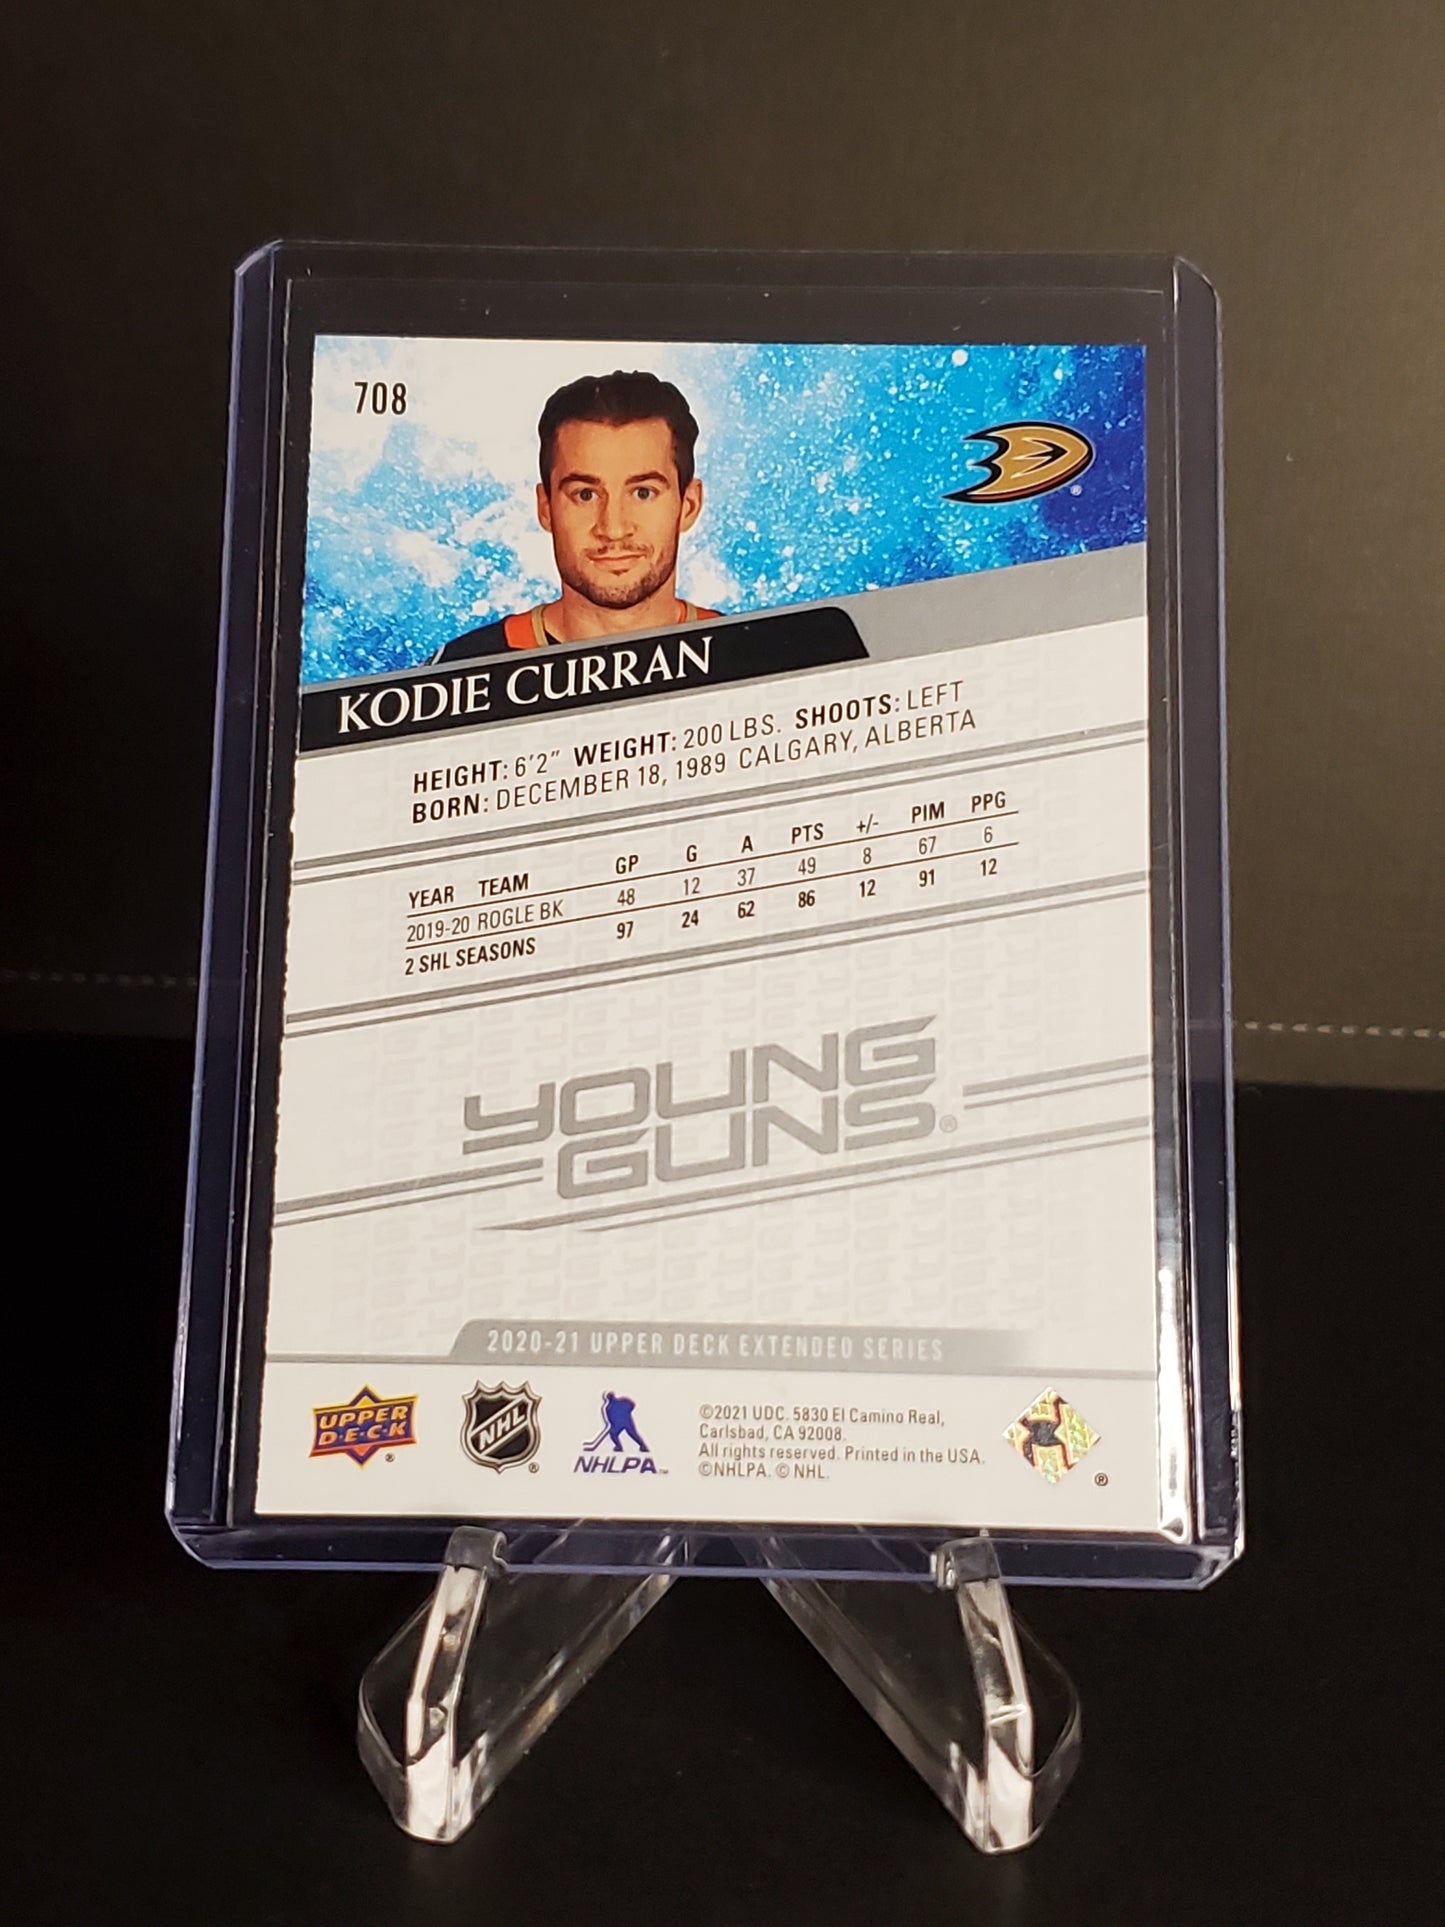 708
KODIE CURRAN
HEIGHT: 6'2" WEIGHT: 200 LBS. SHOOTS: LEFT
BORN: DECEMBER 18, 1989 CALGARY, ALBERTA
YEAR TEAM GP G A PTS +/- PIM PPG
2019-20 ROGLE BK 48 12 37 49 8 67 6
2 SHL SEASONS 97 24 62 86 12 91 12
YOUNG
GUNS®
2020-21 UPPER DECK EXTENDED SERIES
UPPER
D·E·C·K ®
NHL ®
NHLPA™
©2021 UDC. 5830 El Camino Real,
Carlsbad, CA 92008.
All rights reserved. Printed in the USA.
©NHLPA. © NHL.
®